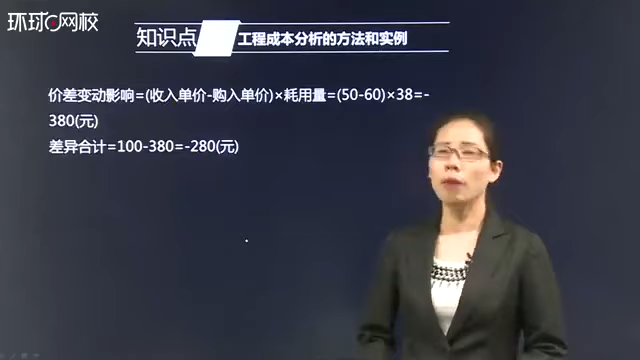 环球网校
知识点 工程成本分析的方法和实例
价差变动影响=(收入单价-购入单价)×耗用量=(50-60)×38=-
380(元)
差异合计=100-380=-280(元)